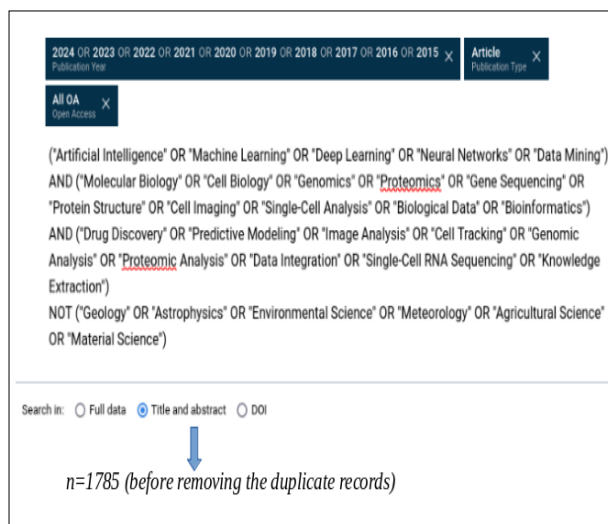 2024 OR 2023 OR 2022 OR 2021 OR 2020 OR 2019 OR 2018 OR 2017 OR 2016 OR 2015 X
Publication Year
Article X
Publication Type
All OA X
Open Access
("Artificial Intelligence" OR "Machine Learning" OR "Deep Learning" OR "Neural Networks" OR "Data Mining")
AND ("Molecular Biology" OR "Cell Biology" OR "Genomics" OR "Proteomics" OR "Gene Sequencing" OR
"Protein Structure" OR "Cell Imaging" OR "Single-Cell Analysis" OR "Biological Data" OR "Bioinformatics")
AND ("Drug Discovery" OR "Predictive Modeling" OR "Image Analysis" OR "Cell Tracking" OR "Genomic
Analysis" OR "Proteomic Analysis" OR "Data Integration" OR "Single-Cell RNA Sequencing" OR "Knowledge
Extraction")
NOT ("Geology" OR "Astrophysics" OR "Environmental Science" OR "Meteorology" OR "Agricultural Science"
OR "Material Science")
Search in: Full data Title and abstract DOI
n=1785 (before removing the duplicate records)